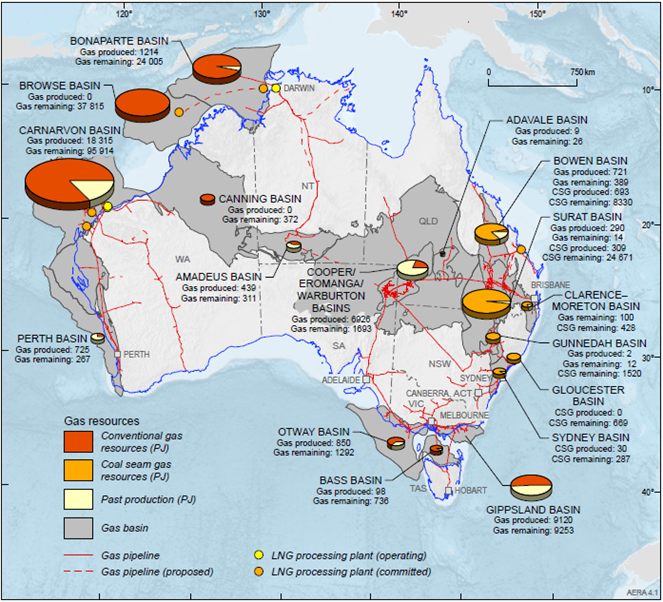 120°
130°
140°
150°
BONAPARTE BASIN
Gas produced: 1214
Gas remaining: 24 005
BROWSE BASIN
Gas produced: 0
Gas remaining: 37 815
CARNARVON BASIN
Gas produced: 18 315
Gas remaining: 95 914
DARWIN
0
750 km
10°
ADAVALE BASIN
Gas produced: 9
Gas remaining: 26
BOWEN BASIN
Gas produced: 721
Gas remaining: 389
CSG produced: 693
CSG remaining: 8330
SURAT BASIN
Gas produced: 290
Gas remaining: 14
CSG produced: 309
CSG remaining: 24 671
20°
NT
QLD
CANNING BASIN
Gas produced: 0
Gas remaining: 372
WA
AMADEUS BASIN
Gas produced: 439
Gas remaining: 311
COOPER/
EROMANGA/
WARBURTON
BASINS
Gas produced: 6926
Gas remaining: 1693
BRISBANE
CLARENCE–
MORETON BASIN
Gas remaining: 100
CSG remaining: 428
GUNNEDAH BASIN
Gas produced: 2
Gas remaining: 12
CSG remaining: 1520
30°
PERTH BASIN
Gas produced: 725
Gas remaining: 267
PERTH
SA
NSW
ADELAIDE
SYDNEY
CANBERRA, ACT
VIC
MELBOURNE
GLOUCESTER
BASIN
CSG produced: 0
CSG remaining: 669
SYDNEY BASIN
CSG produced: 30
CSG remaining: 287
OTWAY BASIN
Gas produced: 850
Gas remaining: 1292
BASS BASIN
Gas produced: 98
Gas remaining: 736
TAS
HOBART
GIPPSLAND BASIN
Gas produced: 9120
Gas remaining: 9253
40°
Gas resources
Conventional gas
resources (PJ)
Coal seam gas
resources (PJ)
Past production (PJ)
Gas basin
Gas pipeline
Gas pipeline (proposed)
LNG processing plant (operating)
LNG processing plant (committed)
AERA 4.1